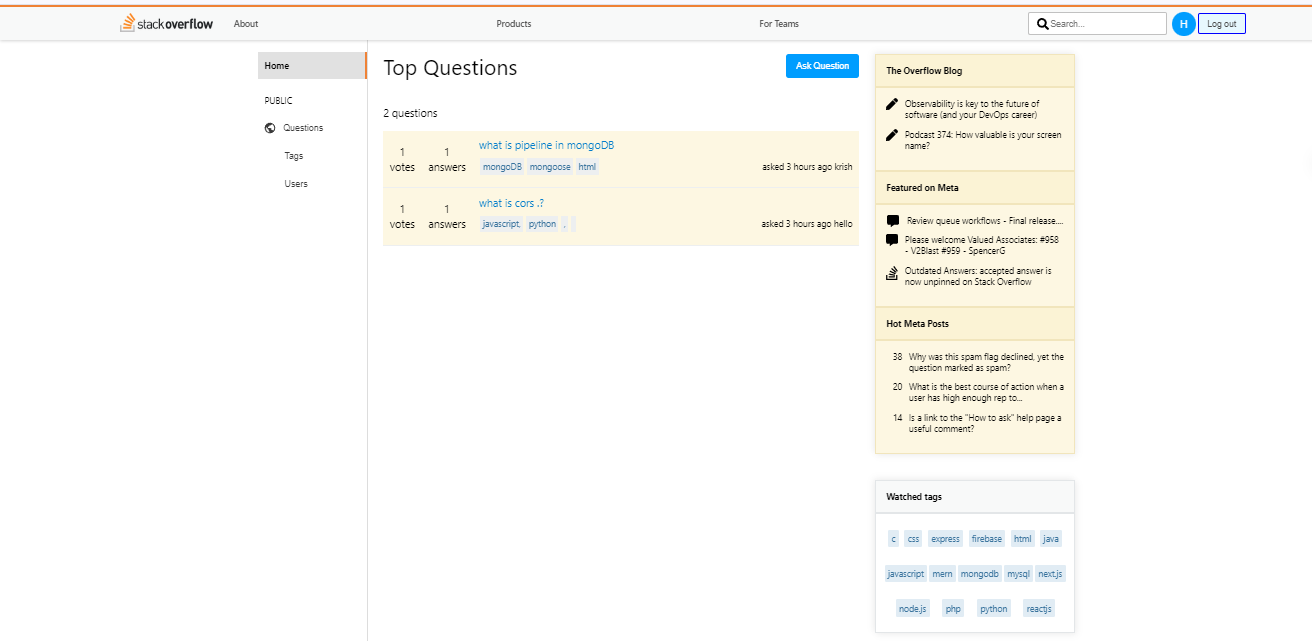 stackoverflow About Products For Teams Search... H Log out
Home
PUBLIC
Questions
Tags
Users
Top Questions
Ask Question
2 questions
1 votes
1 answers
what is pipeline in mongoDB
mongoDB mongoose html
asked 3 hours ago krish
1 votes
1 answers
what is cors .?
javascript, python ,
asked 3 hours ago hello
The Overflow Blog
Observability is key to the future of
software (and your DevOps career)
Podcast 374: How valuable is your screen
name?
Featured on Meta
Review queue workflows - Final release....
Please welcome Valued Associates: #958
- V2Blast #959 - SpencerG
Outdated Answers: accepted answer is
now unpinned on Stack Overflow
Hot Meta Posts
38 Why was this spam flag declined, yet the
question marked as spam?
20 What is the best course of action when a
user has high enough rep to...
14 Is a link to the "How to ask" help page a
useful comment?
Watched tags
c css express firebase html java
javascript mern mongodb mysql next.js
node.js php python reactjs